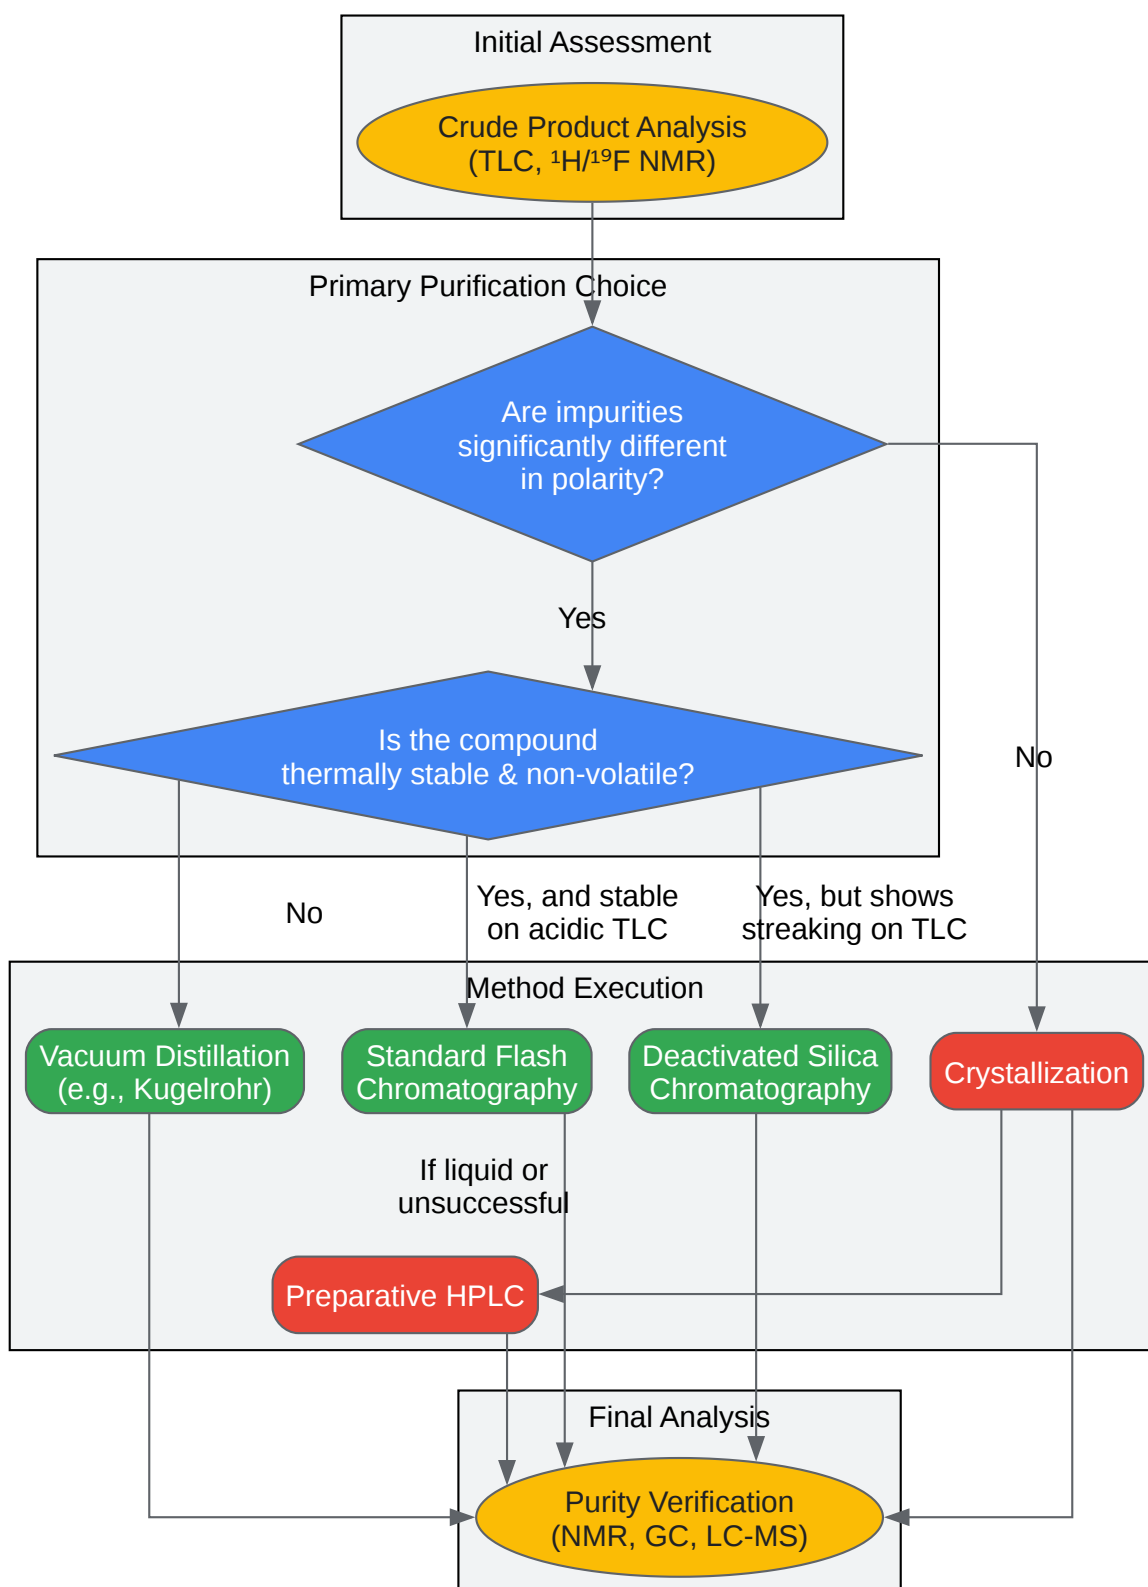 Initial Assessment
Crude Product Analysis
(TLC, ¹H/¹⁹F NMR)
Primary Purification Choice
Are impurities
significantly different
in polarity?
Yes
Is the compound
thermally stable & non-volatile?
No
No
Yes, and stable
on acidic TLC
Yes, but shows
streaking on TLC
Method Execution
Vacuum Distillation
(e.g., Kugelrohr)
Standard Flash
Chromatography
Deactivated Silica
Chromatography
Crystallization
If liquid or
unsuccessful
Preparative HPLC
Final Analysis
Purity Verification
(NMR, GC, LC-MS)